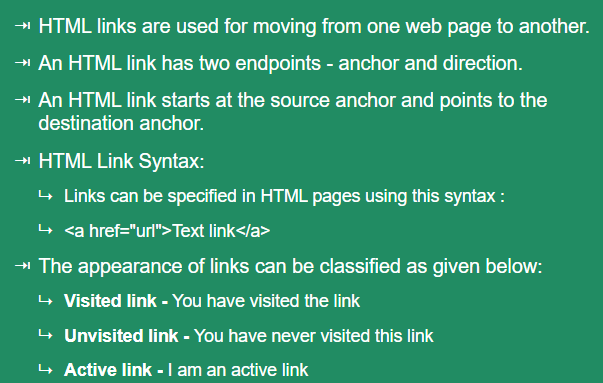 ⇥ HTML links are used for moving from one web page to another.
⇥ An HTML link has two endpoints - anchor and direction.
⇥ An HTML link starts at the source anchor and points to the
destination anchor.
⇥ HTML Link Syntax:
↳ Links can be specified in HTML pages using this syntax :
↳ <a href="url">Text link</a>
⇥ The appearance of links can be classified as given below:
↳ Visited link - You have visited the link
↳ Unvisited link - You have never visited this link
↳ Active link - I am an active link